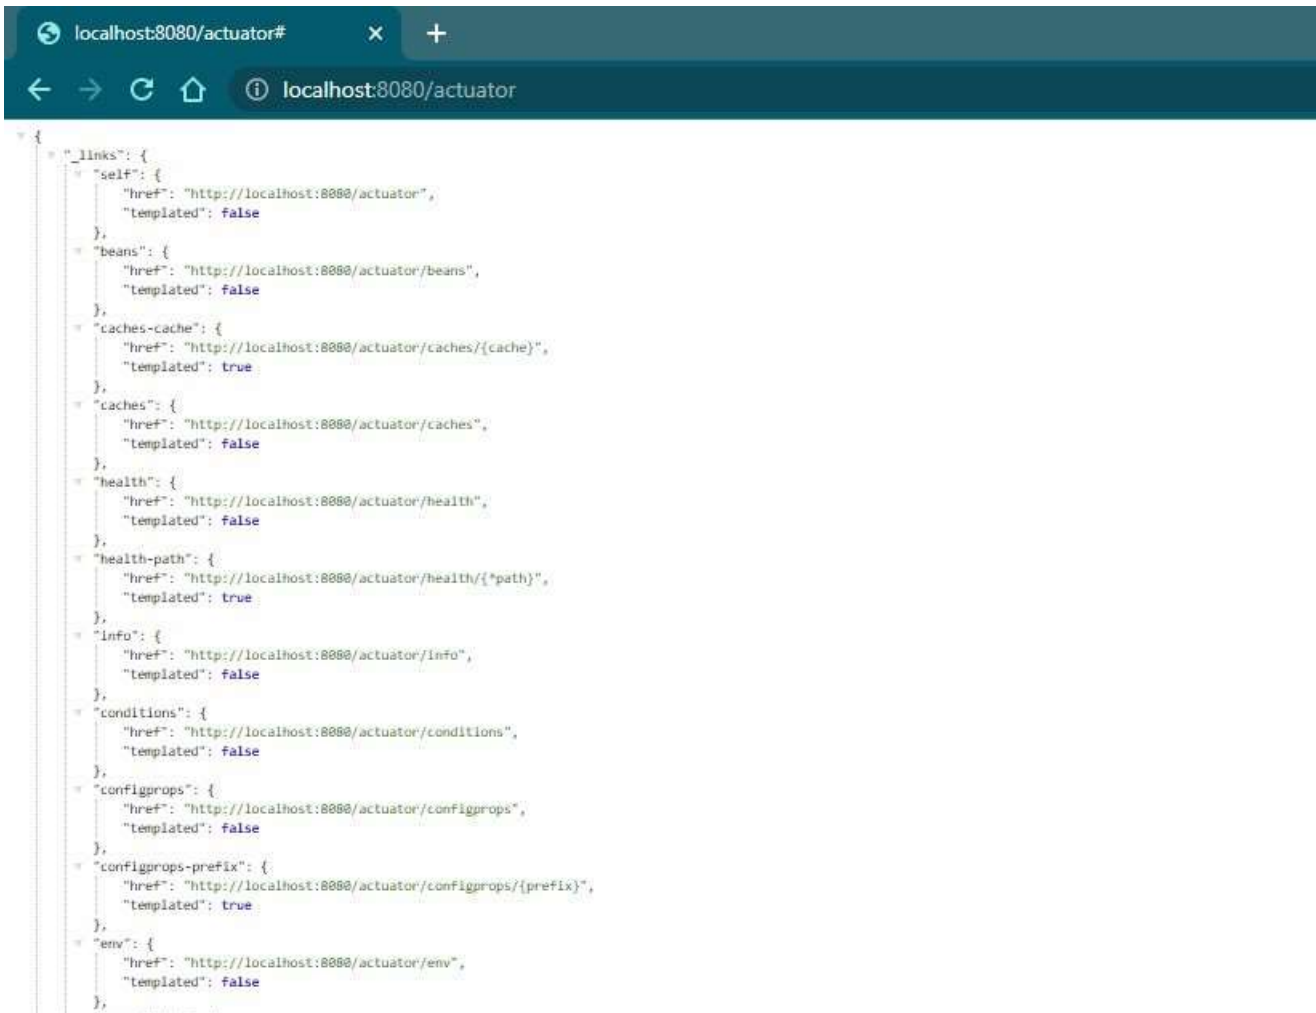 localhost:8080/actuator#
localhost:8080/actuator
{
"_links": {
"self": {
"href": "http://localhost:8080/actuator",
"templated": false
},
"beans": {
"href": "http://localhost:8080/actuator/beans",
"templated": false
},
"caches-cache": {
"href": "http://localhost:8080/actuator/caches/{cache}",
"templated": true
},
"caches": {
"href": "http://localhost:8080/actuator/caches",
"templated": false
},
"health": {
"href": "http://localhost:8080/actuator/health",
"templated": false
},
"health-path": {
"href": "http://localhost:8080/actuator/health/{*path}",
"templated": true
},
"info": {
"href": "http://localhost:8080/actuator/info",
"templated": false
},
"conditions": {
"href": "http://localhost:8080/actuator/conditions",
"templated": false
},
"configprops": {
"href": "http://localhost:8080/actuator/configprops",
"templated": false
},
"configprops-prefix": {
"href": "http://localhost:8080/actuator/configprops/{prefix}",
"templated": true
},
"env": {
"href": "http://localhost:8080/actuator/env",
"templated": false
},